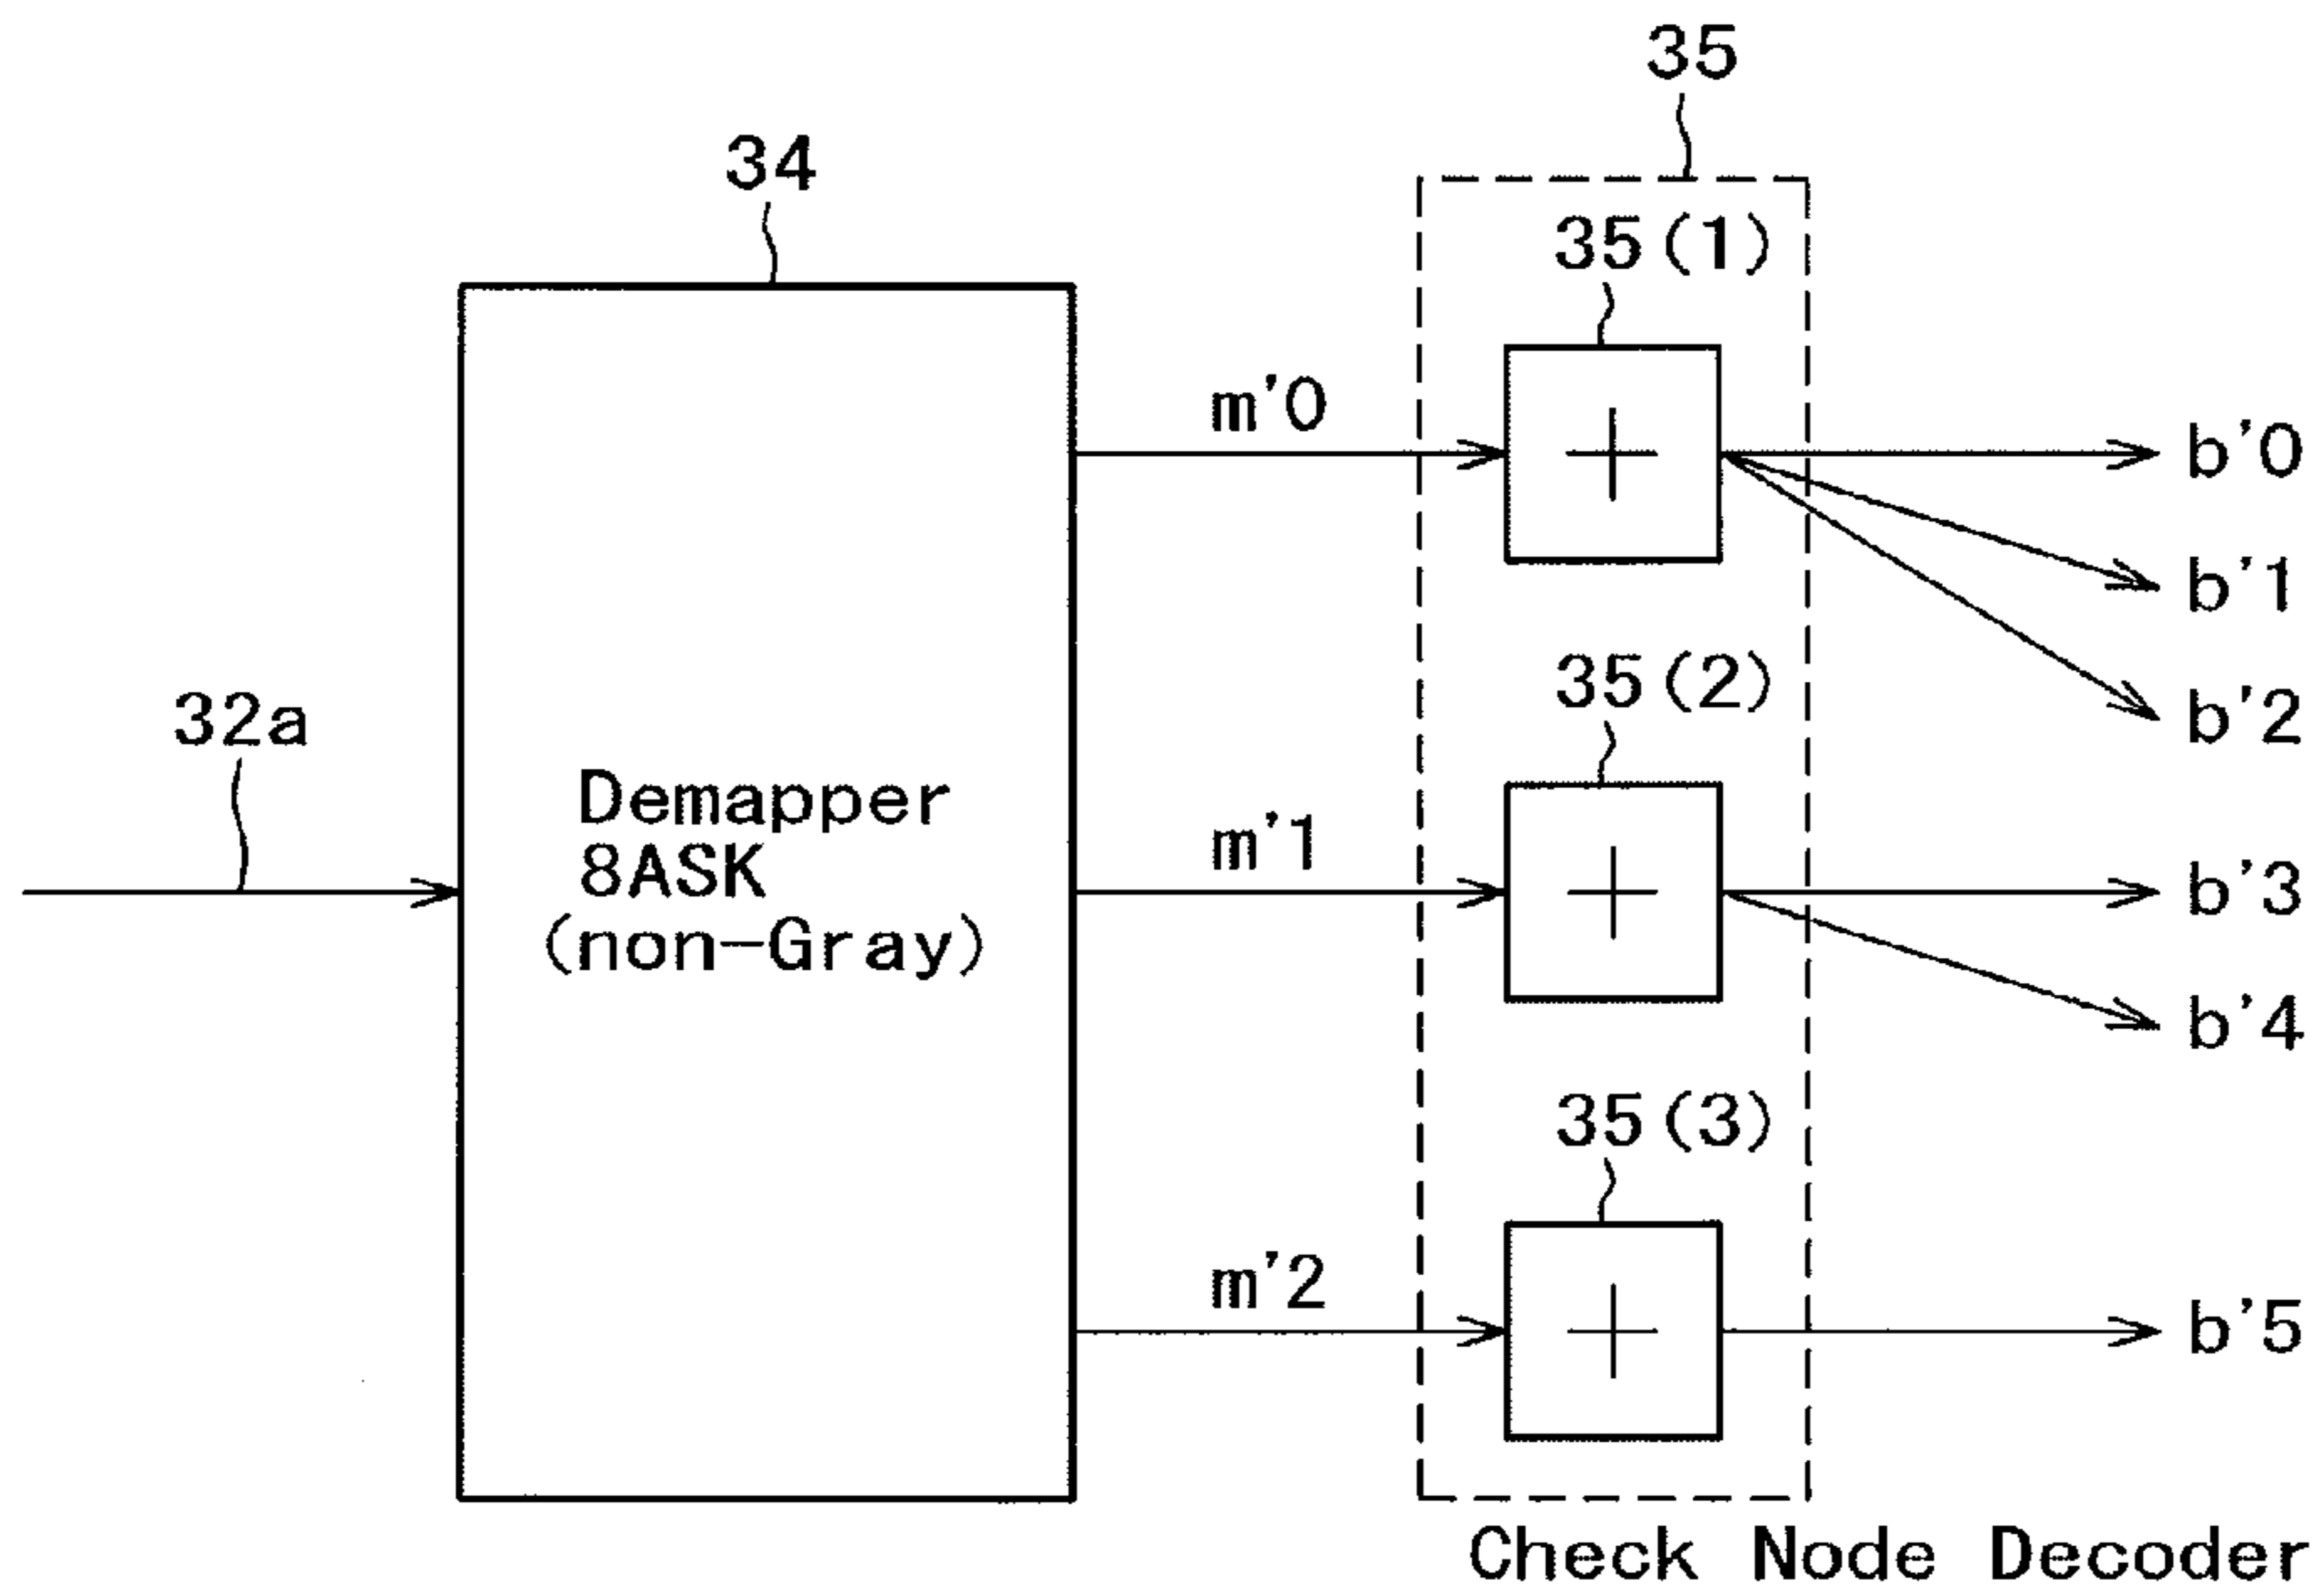 35
34
35(1)
m'0
b'0
b'1
35(2)
32a
b'2
Demapper
8ASK
(non-Gray)
m'1
b'3
b'4
35(3)
m'2
b'5
Check Node Decoder